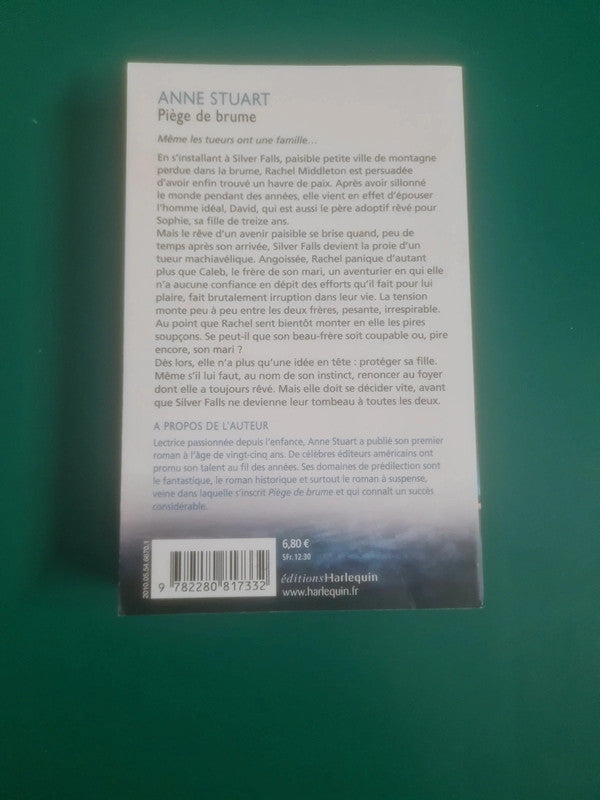 ANNE STUART
Piège de brume
Même les tueurs ont une famille…
En s'installant à Silver Falls, paisible petite ville de montagne
perdue dans la brume, Rachel Middleton est persuadée
d'avoir enfin trouvé un havre de paix. Après avoir sillonné
le monde pendant des années, elle vient en effet d'épouser
l'homme idéal, David, qui est aussi le père adoptif rêvé pour
Sophie, sa fille de treize ans.
Mais le rêve d'un avenir paisible se brise quand, peu de
temps après son arrivée, Silver Falls devient la proie d'un
tueur machiavélique. Angoissée, Rachel panique d'autant
plus que Caleb, le frère de son mari, un aventurier en qui elle
n'a aucune confiance en dépit des efforts qu'il fait pour lui
plaire, fait brutalement irruption dans leur vie. La tension
monte peu à peu entre les deux frères, pesante, irrespirable.
Au point que Rachel sent bientôt monter en elle les pires
soupçons. Se peut-il que son beau-frère soit coupable ou, pire
encore, son mari ?
Dès lors, elle n'a plus qu'une idée en tête : protéger sa fille.
Même s'il lui faut, au nom de son instinct, renoncer au foyer
dont elle a toujours rêvé. Mais elle doit se décider vite, avant
que Silver Falls ne devienne leur tombeau à toutes les deux.
A PROPOS DE L'AUTEUR
Lectrice passionnée depuis l'enfance, Anne Stuart a publié son premier
roman à l'âge de vingt-cinq ans. De célèbres éditeurs américains ont
promu son talent au fil des années. Ses domaines de prédilection sont
le fantastique, le roman historique et surtout le roman à suspense,
veine dans laquelle s'inscrit Piège de brume et qui connaît un succès
considérable.
2010.05.54.0670.1
6,80 €
SFr. 12.30
9 782280 817332
éditionsHarlequin
www.harlequin.fr